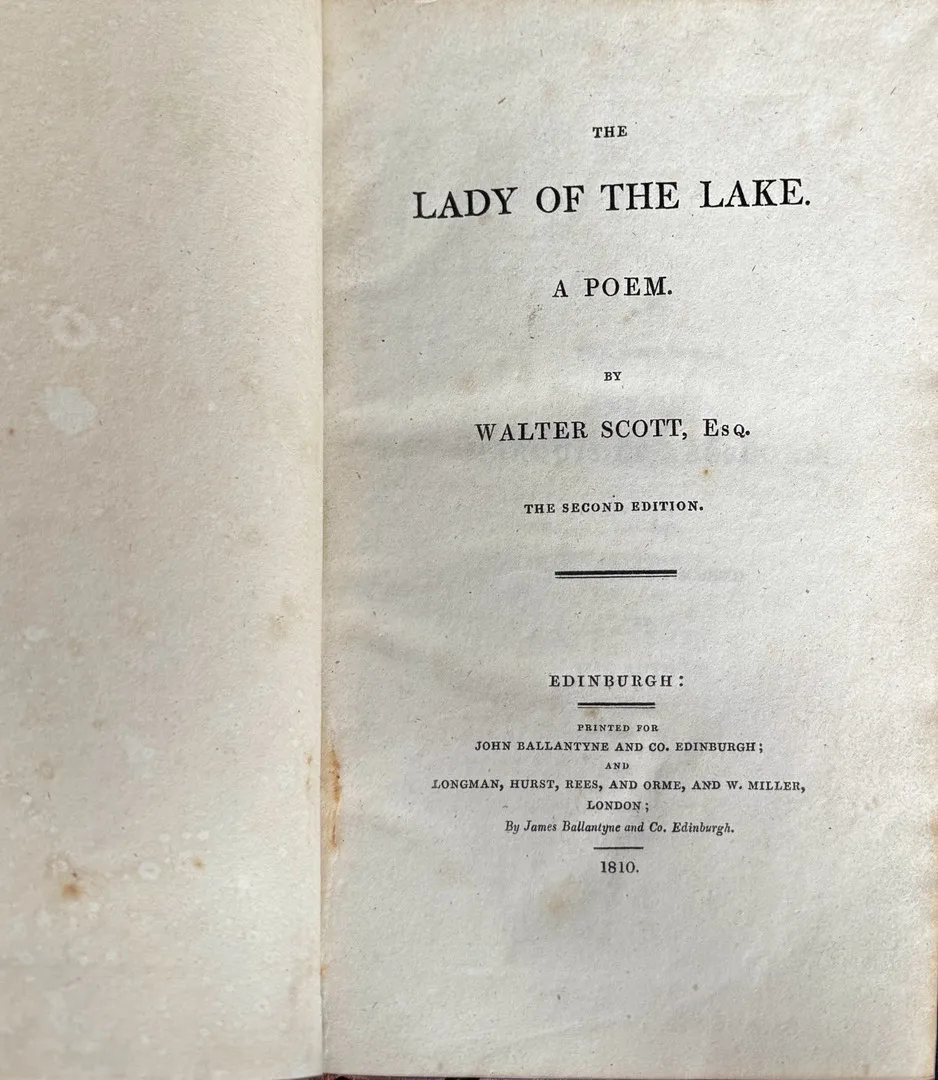 THE
LADY OF THE LAKE.
A POEM.
BY
WALTER SCOTT, Esq.
THE SECOND EDITION.
EDINBURGH:
PRINTED FOR
JOHN BALLANTYNE AND CO. EDINBURGH;
AND
LONGMAN, HURST, REES, AND ORME, AND W. MILLER,
LONDON;
By James Ballantyne and Co. Edinburgh.
1810.